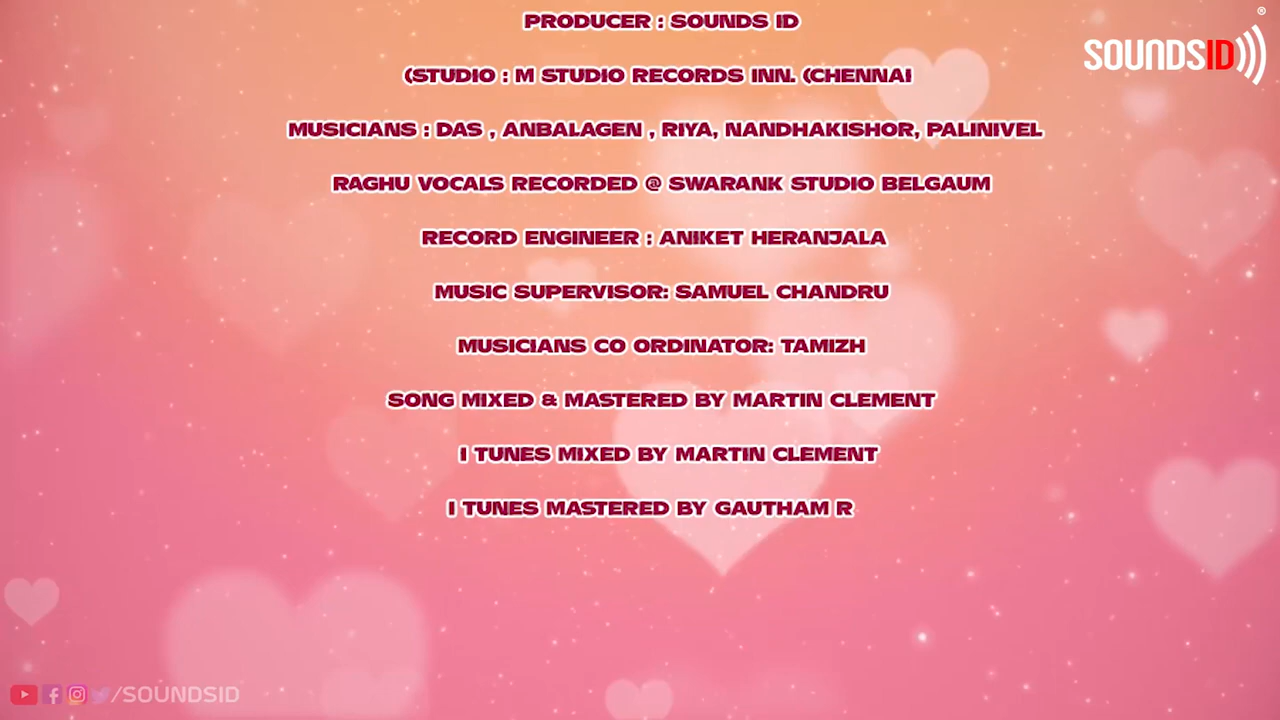 PRODUCER : SOUNDS ID
SOUNDSID ®
(STUDIO : M STUDIO RECORDS INN. (CHENNAI
MUSICIANS : DAS , ANBALAGEN , RIYA, NANDHAKISHOR, PALINIVEL
RAGHU VOCALS RECORDED @ SWARANK STUDIO BELGAUM
RECORD ENGINEER : ANIKET HERANJALA
MUSIC SUPERVISOR: SAMUEL CHANDRU
MUSICIANS CO ORDINATOR: TAMIZH
SONG MIXED & MASTERED BY MARTIN CLEMENT
I TUNES MIXED BY MARTIN CLEMENT
I TUNES MASTERED BY GAUTHAM R
/SOUNDSID